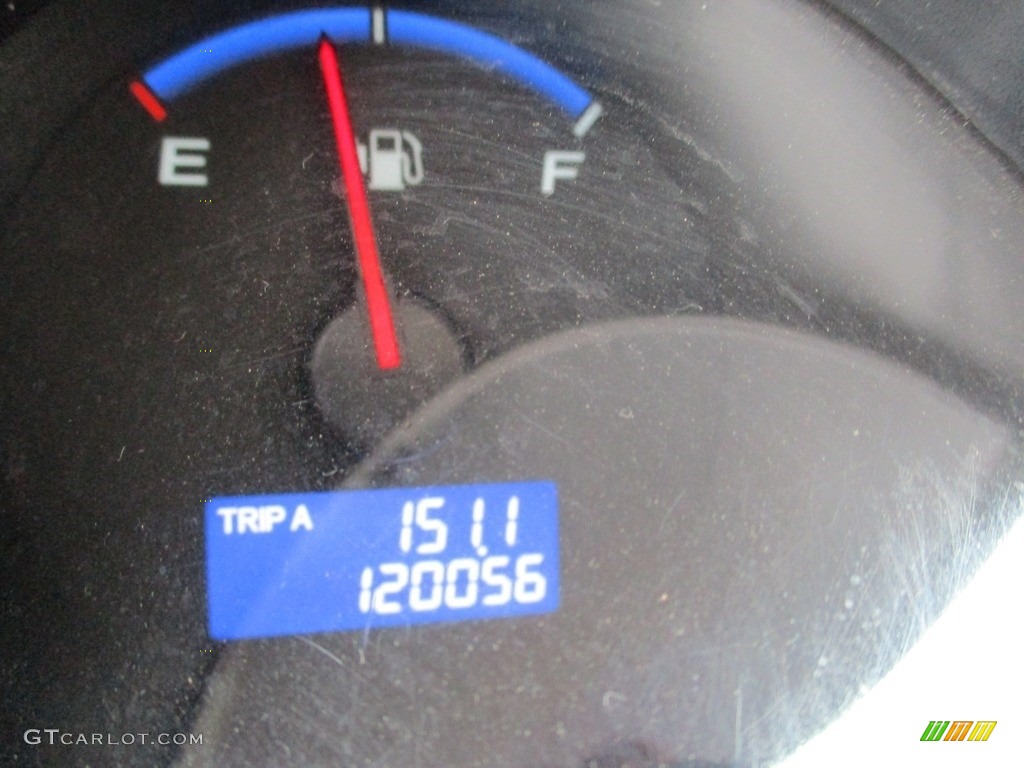 E F
TRIP A 151.1
120056
GTCARLOT.COM